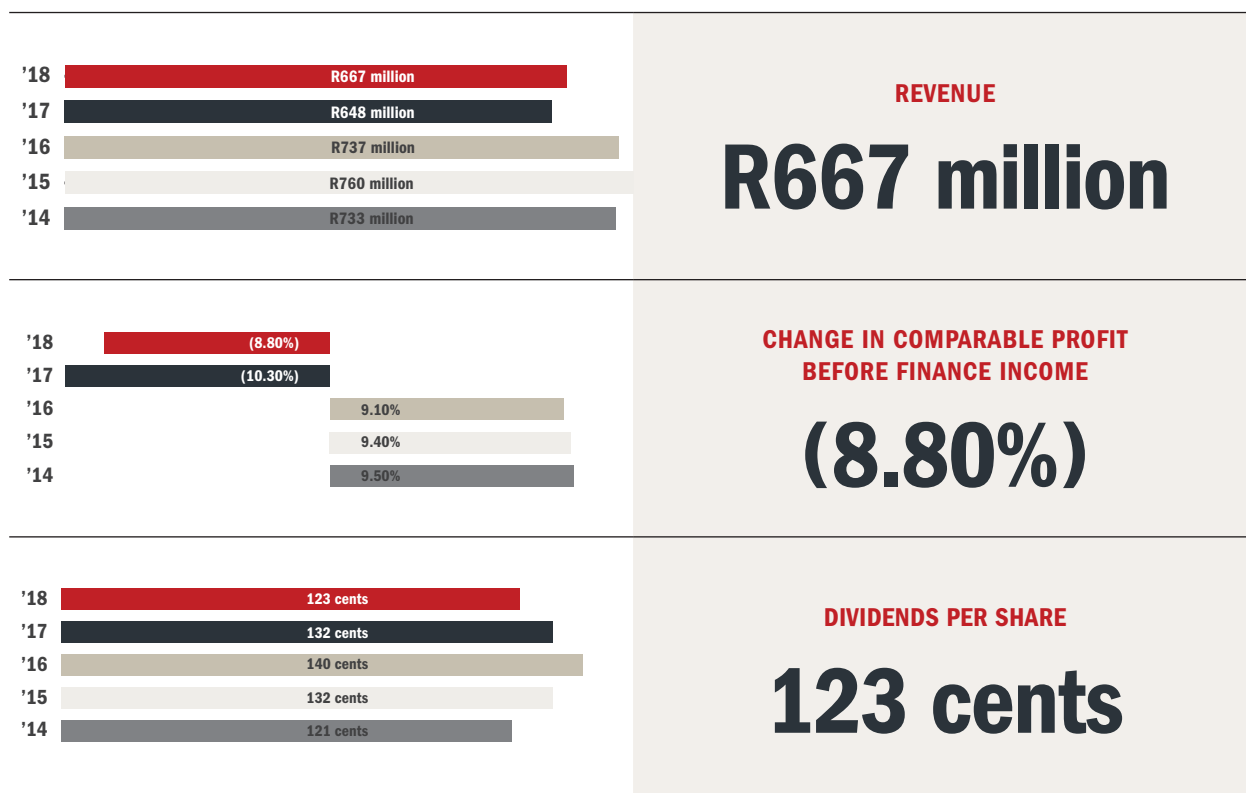 ’18 R667 million
’17 R648 million
’16 R737 million
’15 R760 million
’14 R733 million
REVENUE
R667 million
’18 (8.80%)
’17 (10.30%)
’16 9.10%
’15 9.40%
’14 9.50%
CHANGE IN COMPARABLE PROFIT
BEFORE FINANCE INCOME
(8.80%)
’18 123 cents
’17 132 cents
’16 140 cents
’15 132 cents
’14 121 cents
DIVIDENDS PER SHARE
123 cents